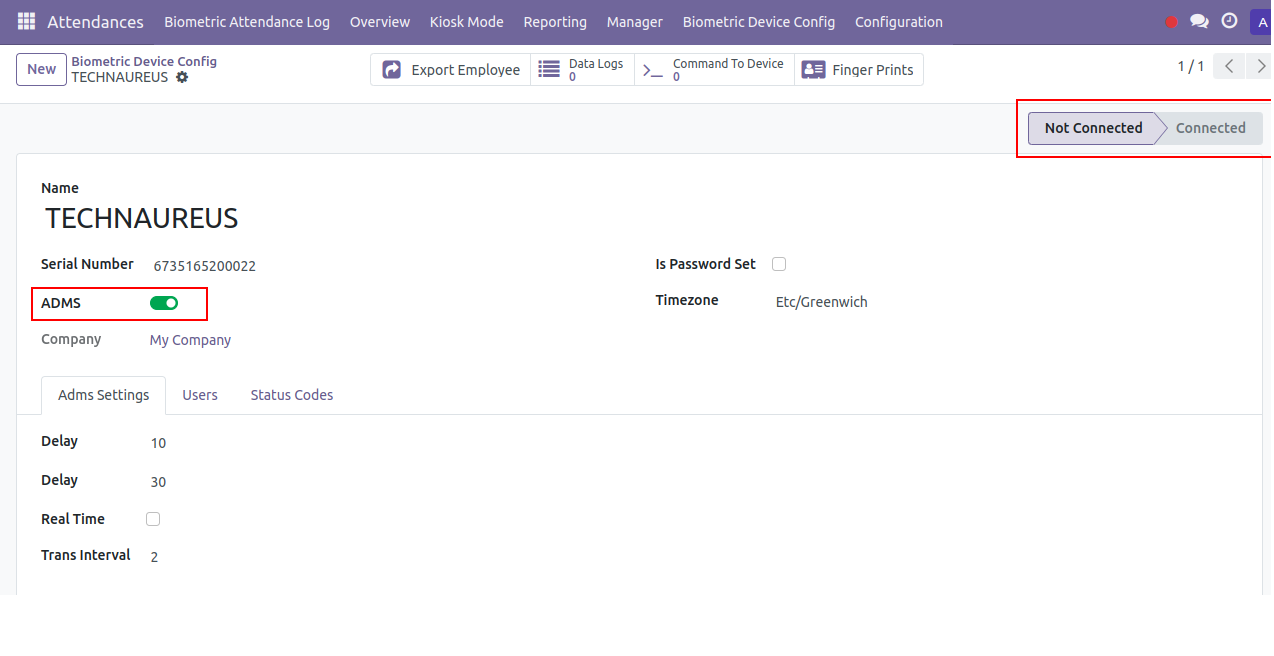 Attendances Biometric Attendance Log Overview Kiosk Mode Reporting Manager Biometric Device Config Configuration A
New Biometric Device Config
TECHNAUREUS
Export Employee
Data Logs
0
Command To Device
0
Finger Prints
1 / 1
Not Connected Connected
Name
TECHNAUREUS
Serial Number 6735165200022
Is Password Set
ADMS
Timezone Etc/Greenwich
Company My Company
Adms Settings Users Status Codes
Delay 10
Delay 30
Real Time
Trans Interval 2